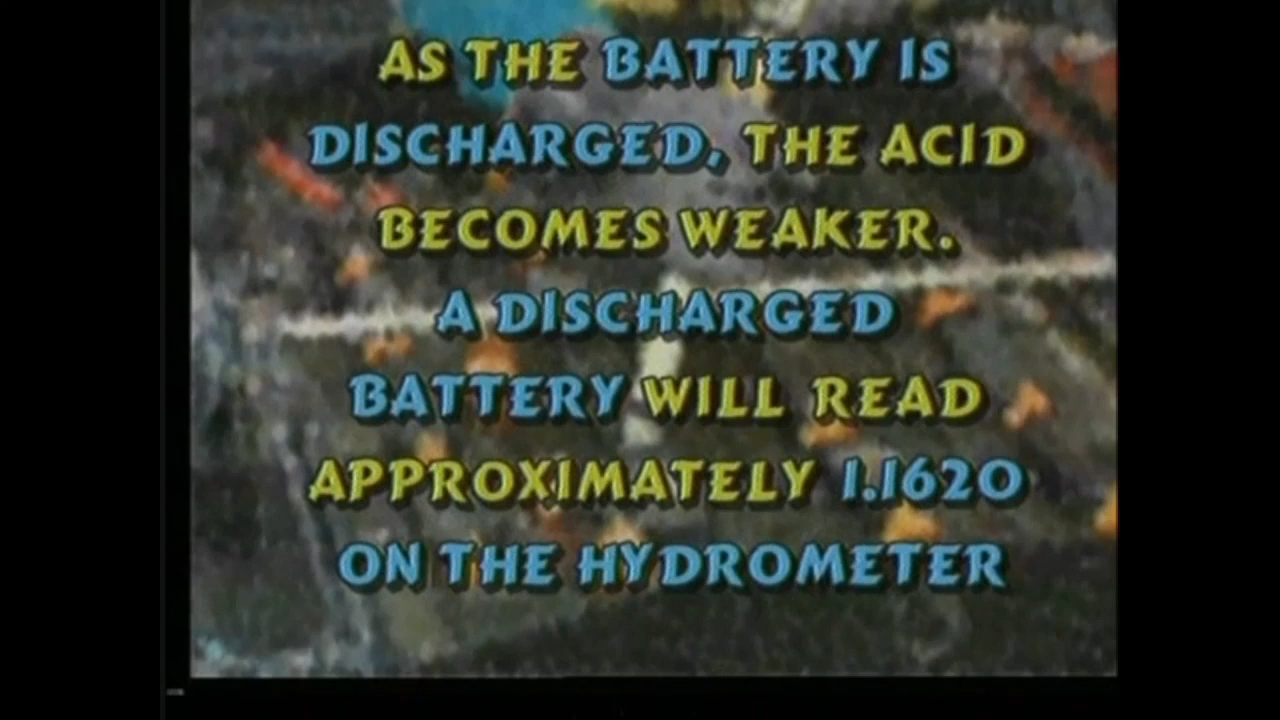 AS THE BATTERY IS
DISCHARGED, THE ACID
BECOMES WEAKER.
A DISCHARGED
BATTERY WILL READ
APPROXIMATELY 1.1620
ON THE HYDROMETER